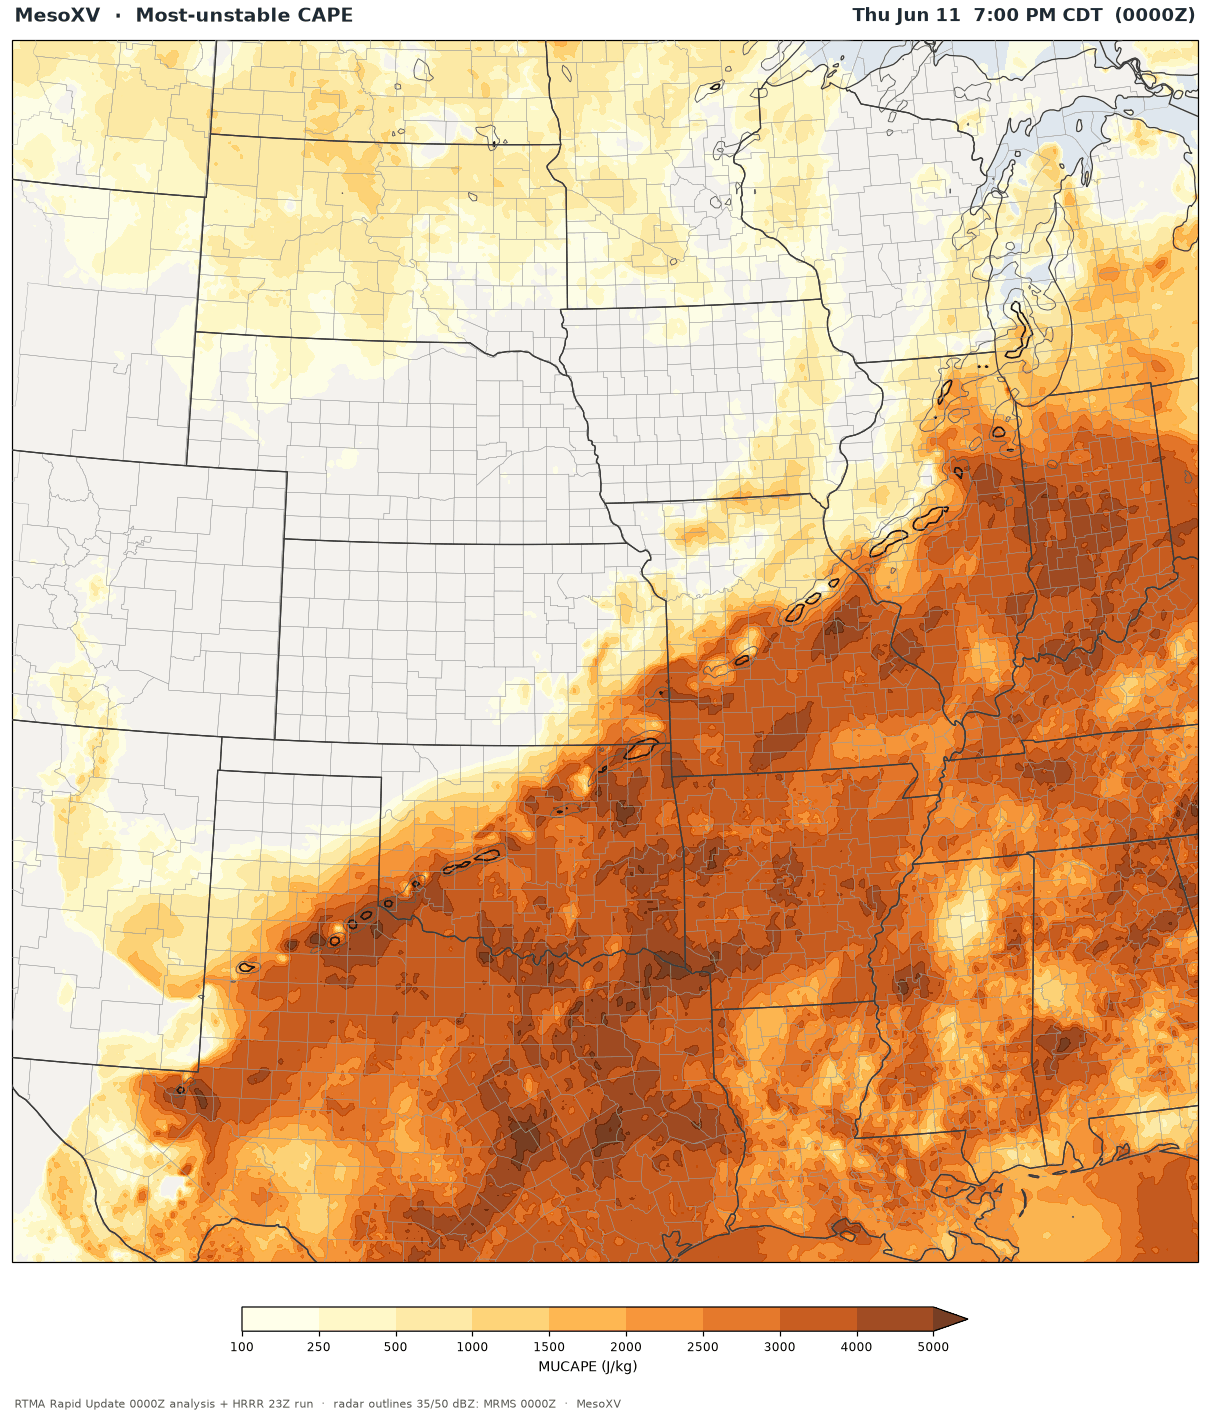 MesoXV · Most-unstable CAPE
Thu Jun 11 7:00 PM CDT (0000Z)
100 250 500 1000 1500 2000 2500 3000 4000 5000
MUCAPE (J/kg)
RTMA Rapid Update 0000Z analysis + HRRR 23Z run · radar outlines 35/50 dBZ: MRMS 0000Z · MesoXV